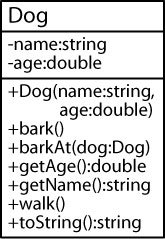 Dog
-name:string
-age:double
+Dog(name:string,
age:double)
+bark()
+barkAt(dog:Dog)
+getAge():double
+getName():string
+walk()
+toString():string